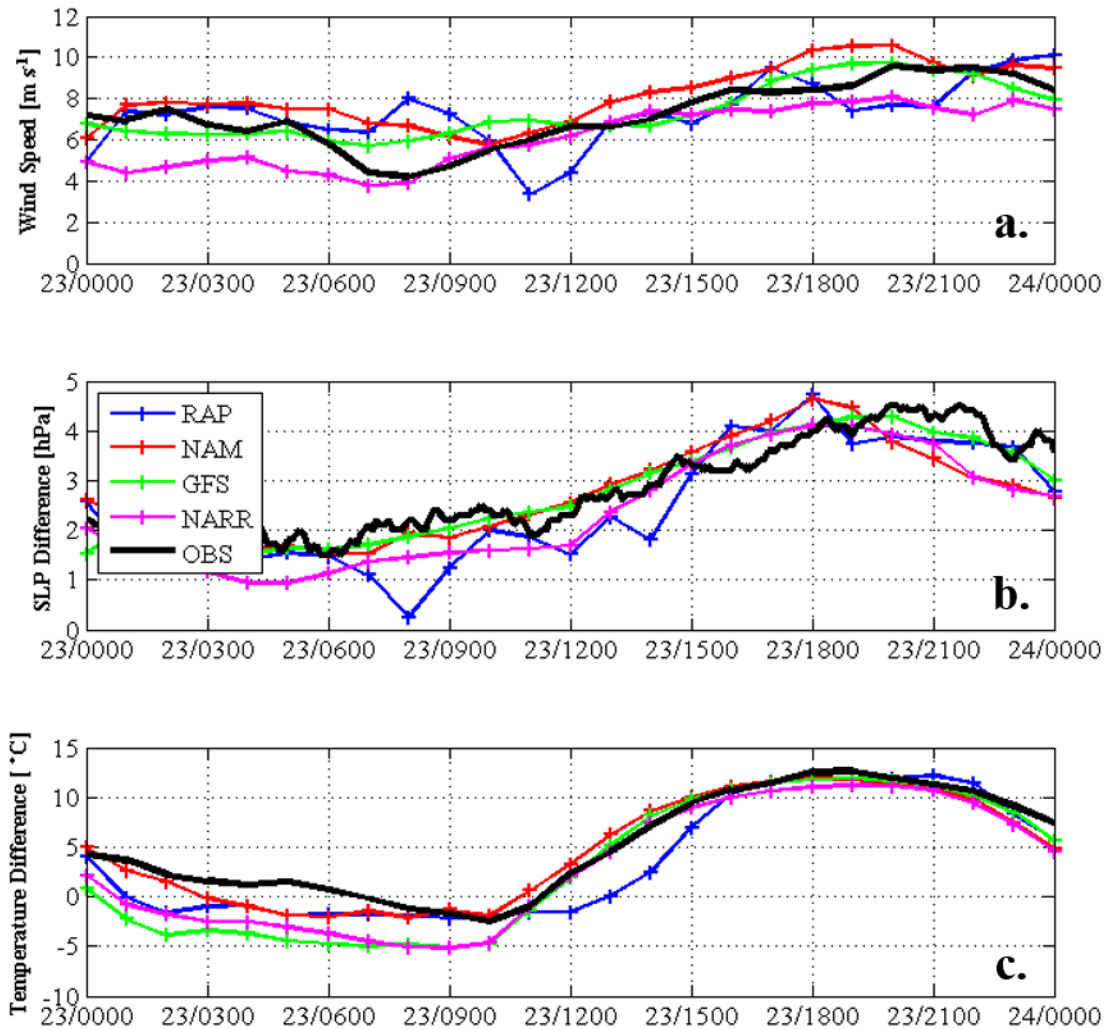 12
10
8
6
4
2
0
Wind Speed [m s⁻¹]
a.
23/0000 23/0300 23/0600 23/0900 23/1200 23/1500 23/1800 23/2100 24/0000
5
4
3
2
1
0
SLP Difference [hPa]
RAP
NAM
GFS
NARR
OBS
b.
23/0000 23/0300 23/0600 23/0900 23/1200 23/1500 23/1800 23/2100 24/0000
15
10
5
0
-5
-10
Temperature Difference [ °C]
c.
23/0000 23/0300 23/0600 23/0900 23/1200 23/1500 23/1800 23/2100 24/0000